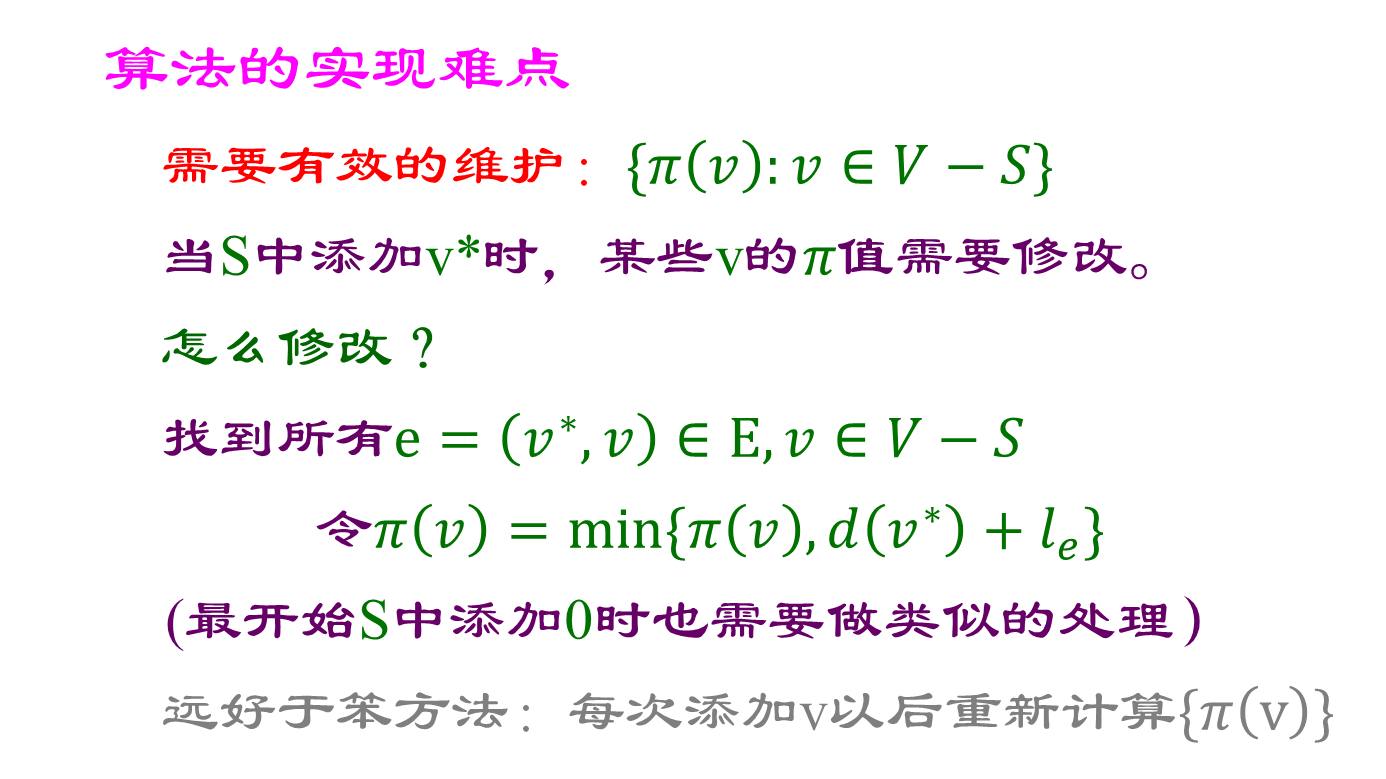 算法的实现难点
需要有效的维护：{π(v): v ∈ V − S}
当S中添加v*时，某些v的π值需要修改。
怎么修改？
找到所有e = (v*, v) ∈ E, v ∈ V − S
令π(v) = min{π(v), d(v*) + lₑ}
(最开始S中添加0时也需要做类似的处理)
远好于笨方法：每次添加v以后重新计算{π(v)}